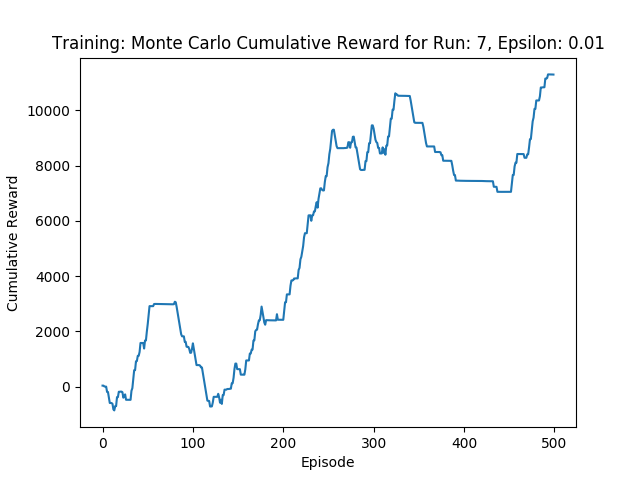 Training: Monte Carlo Cumulative Reward for Run: 7, Epsilon: 0.01
10000
8000
6000
4000
2000
0
Cumulative Reward
0 100 200 300 400 500
Episode